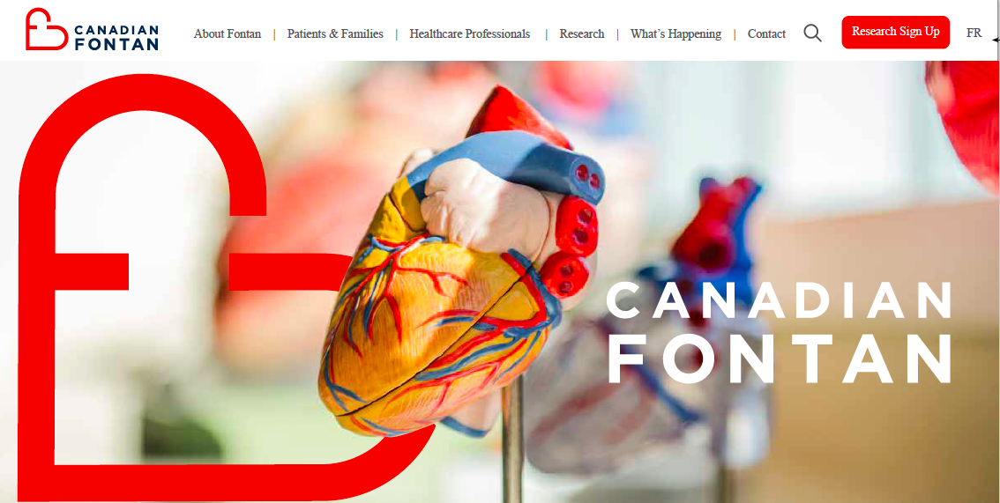 CANADIAN
FONTAN
About Fontan | Patients & Families | Healthcare Professionals | Research | What's Happening | Contact
Research Sign Up
FR
CANADIAN
FONTAN